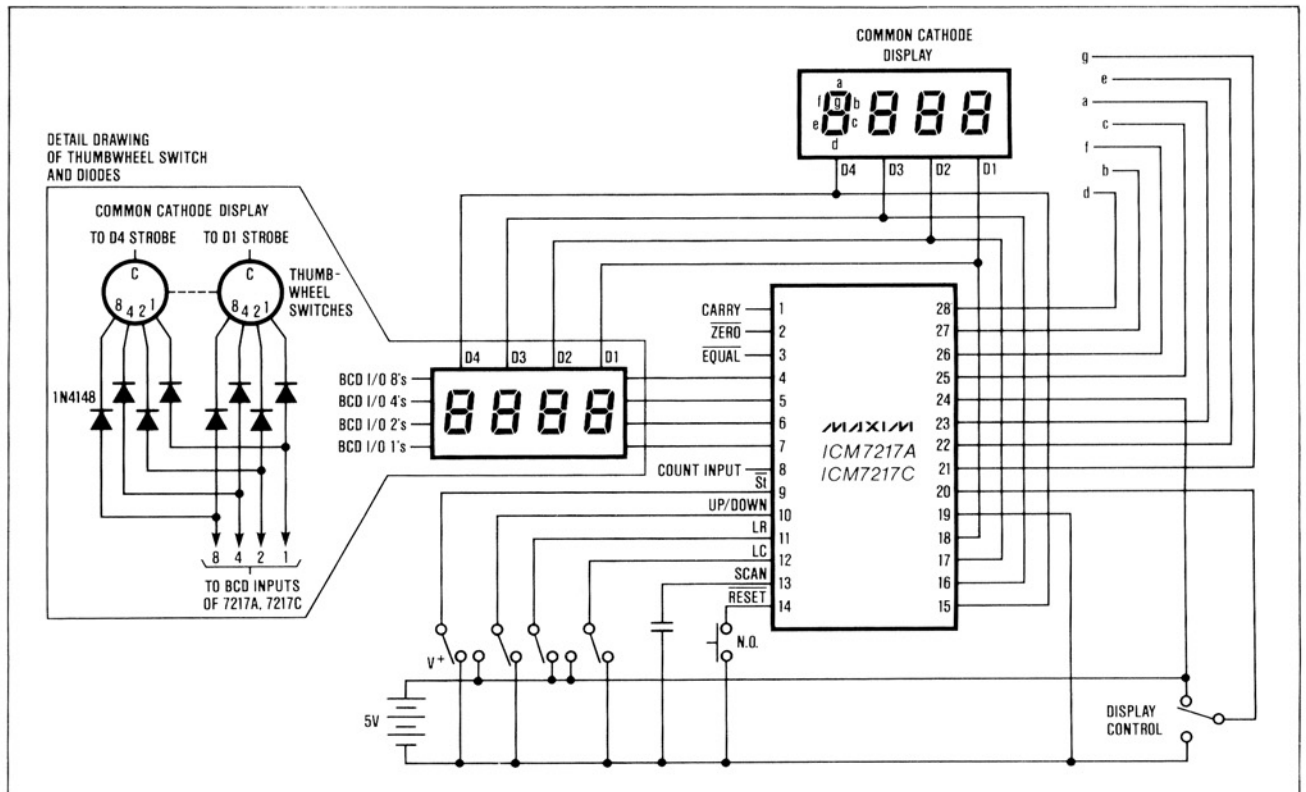 COMMON CATHODE
DISPLAY
a
f g b
e c
d
D4 D3 D2 D1
g
e
a
c
f
b
d
DETAIL DRAWING
OF THUMBWHEEL SWITCH
AND DIODES
COMMON CATHODE DISPLAY
TO D4 STROBE TO D1 STROBE
C C
8 4 2 1 8 4 2 1
THUMB-
WHEEL
SWITCHES
1N4148
8 4 2 1
TO BCD INPUTS
OF 7217A, 7217C
D4 D3 D2 D1
8888
BCD I/O 8's
BCD I/O 4's
BCD I/O 2's
BCD I/O 1's
8888
CARRY 1
ZERO 2
EQUAL 3
4
5
6
7
COUNT INPUT 8
St 9
UP/DOWN 10
LR 11
LC 12
SCAN 13
RESET 14
MAXIM
ICM7217A
ICM7217C
28
27
26
25
24
23
22
21
20
19
18
17
16
15
N.O.
V+
5V
DISPLAY
CONTROL